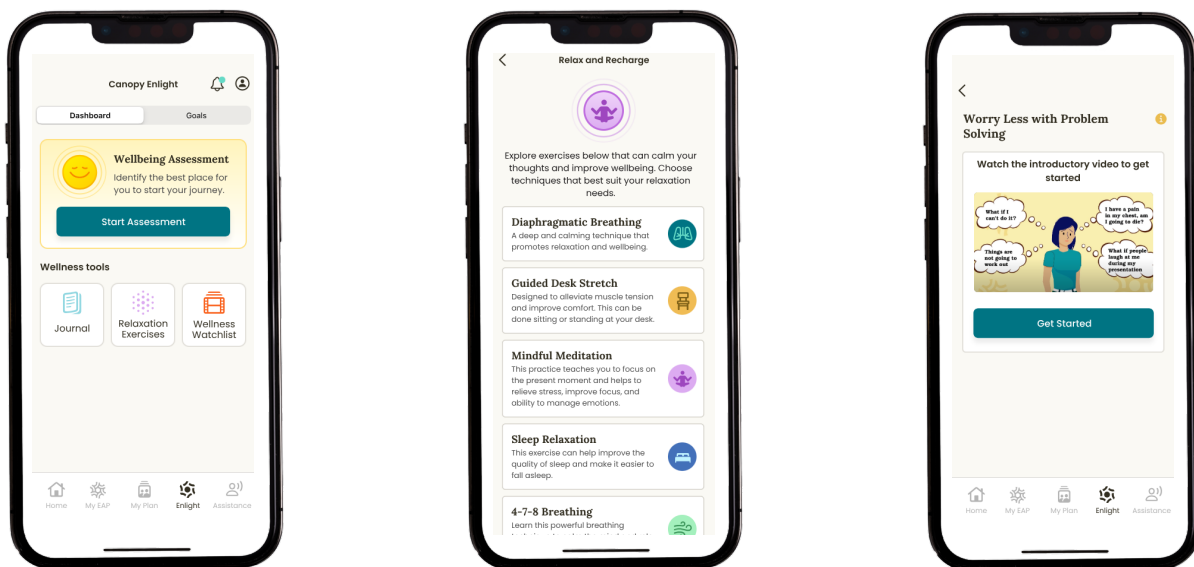 Canopy Enlight
Dashboard
Goals
Wellbeing Assessment
Identify the best place for
you to start your journey.
Start Assessment
Wellness tools
Journal
Relaxation
Exercises
Wellness
Watchlist
Home
My EAP
My Plan
Enlight
Assistance
Relax and Recharge
Explore exercises below that can calm your
thoughts and improve wellbeing. Choose
techniques that best suit your relaxation
needs.
Diaphragmatic Breathing
A deep and calming technique that
promotes relaxation and wellbeing.
Guided Desk Stretch
Designed to alleviate muscle tension
and improve comfort. This can be
done sitting or standing at your desk.
Mindful Meditation
This practice teaches you to focus on
the present moment and helps to
relieve stress, improve focus, and
ability to manage emotions.
Sleep Relaxation
This exercise can help improve the
quality of sleep and make it easier to
fall asleep.
4-7-8 Breathing
Learn this powerful breathing
Worry Less with Problem
Solving
Watch the introductory video to get
started
What if I
can't do it?
I have a pain
in my chest, am
I going to die?
Things are
not going to
work out
What if people
laugh at me
during my
presentation
Get Started
Home
My EAP
My Plan
Enlight
Assistance